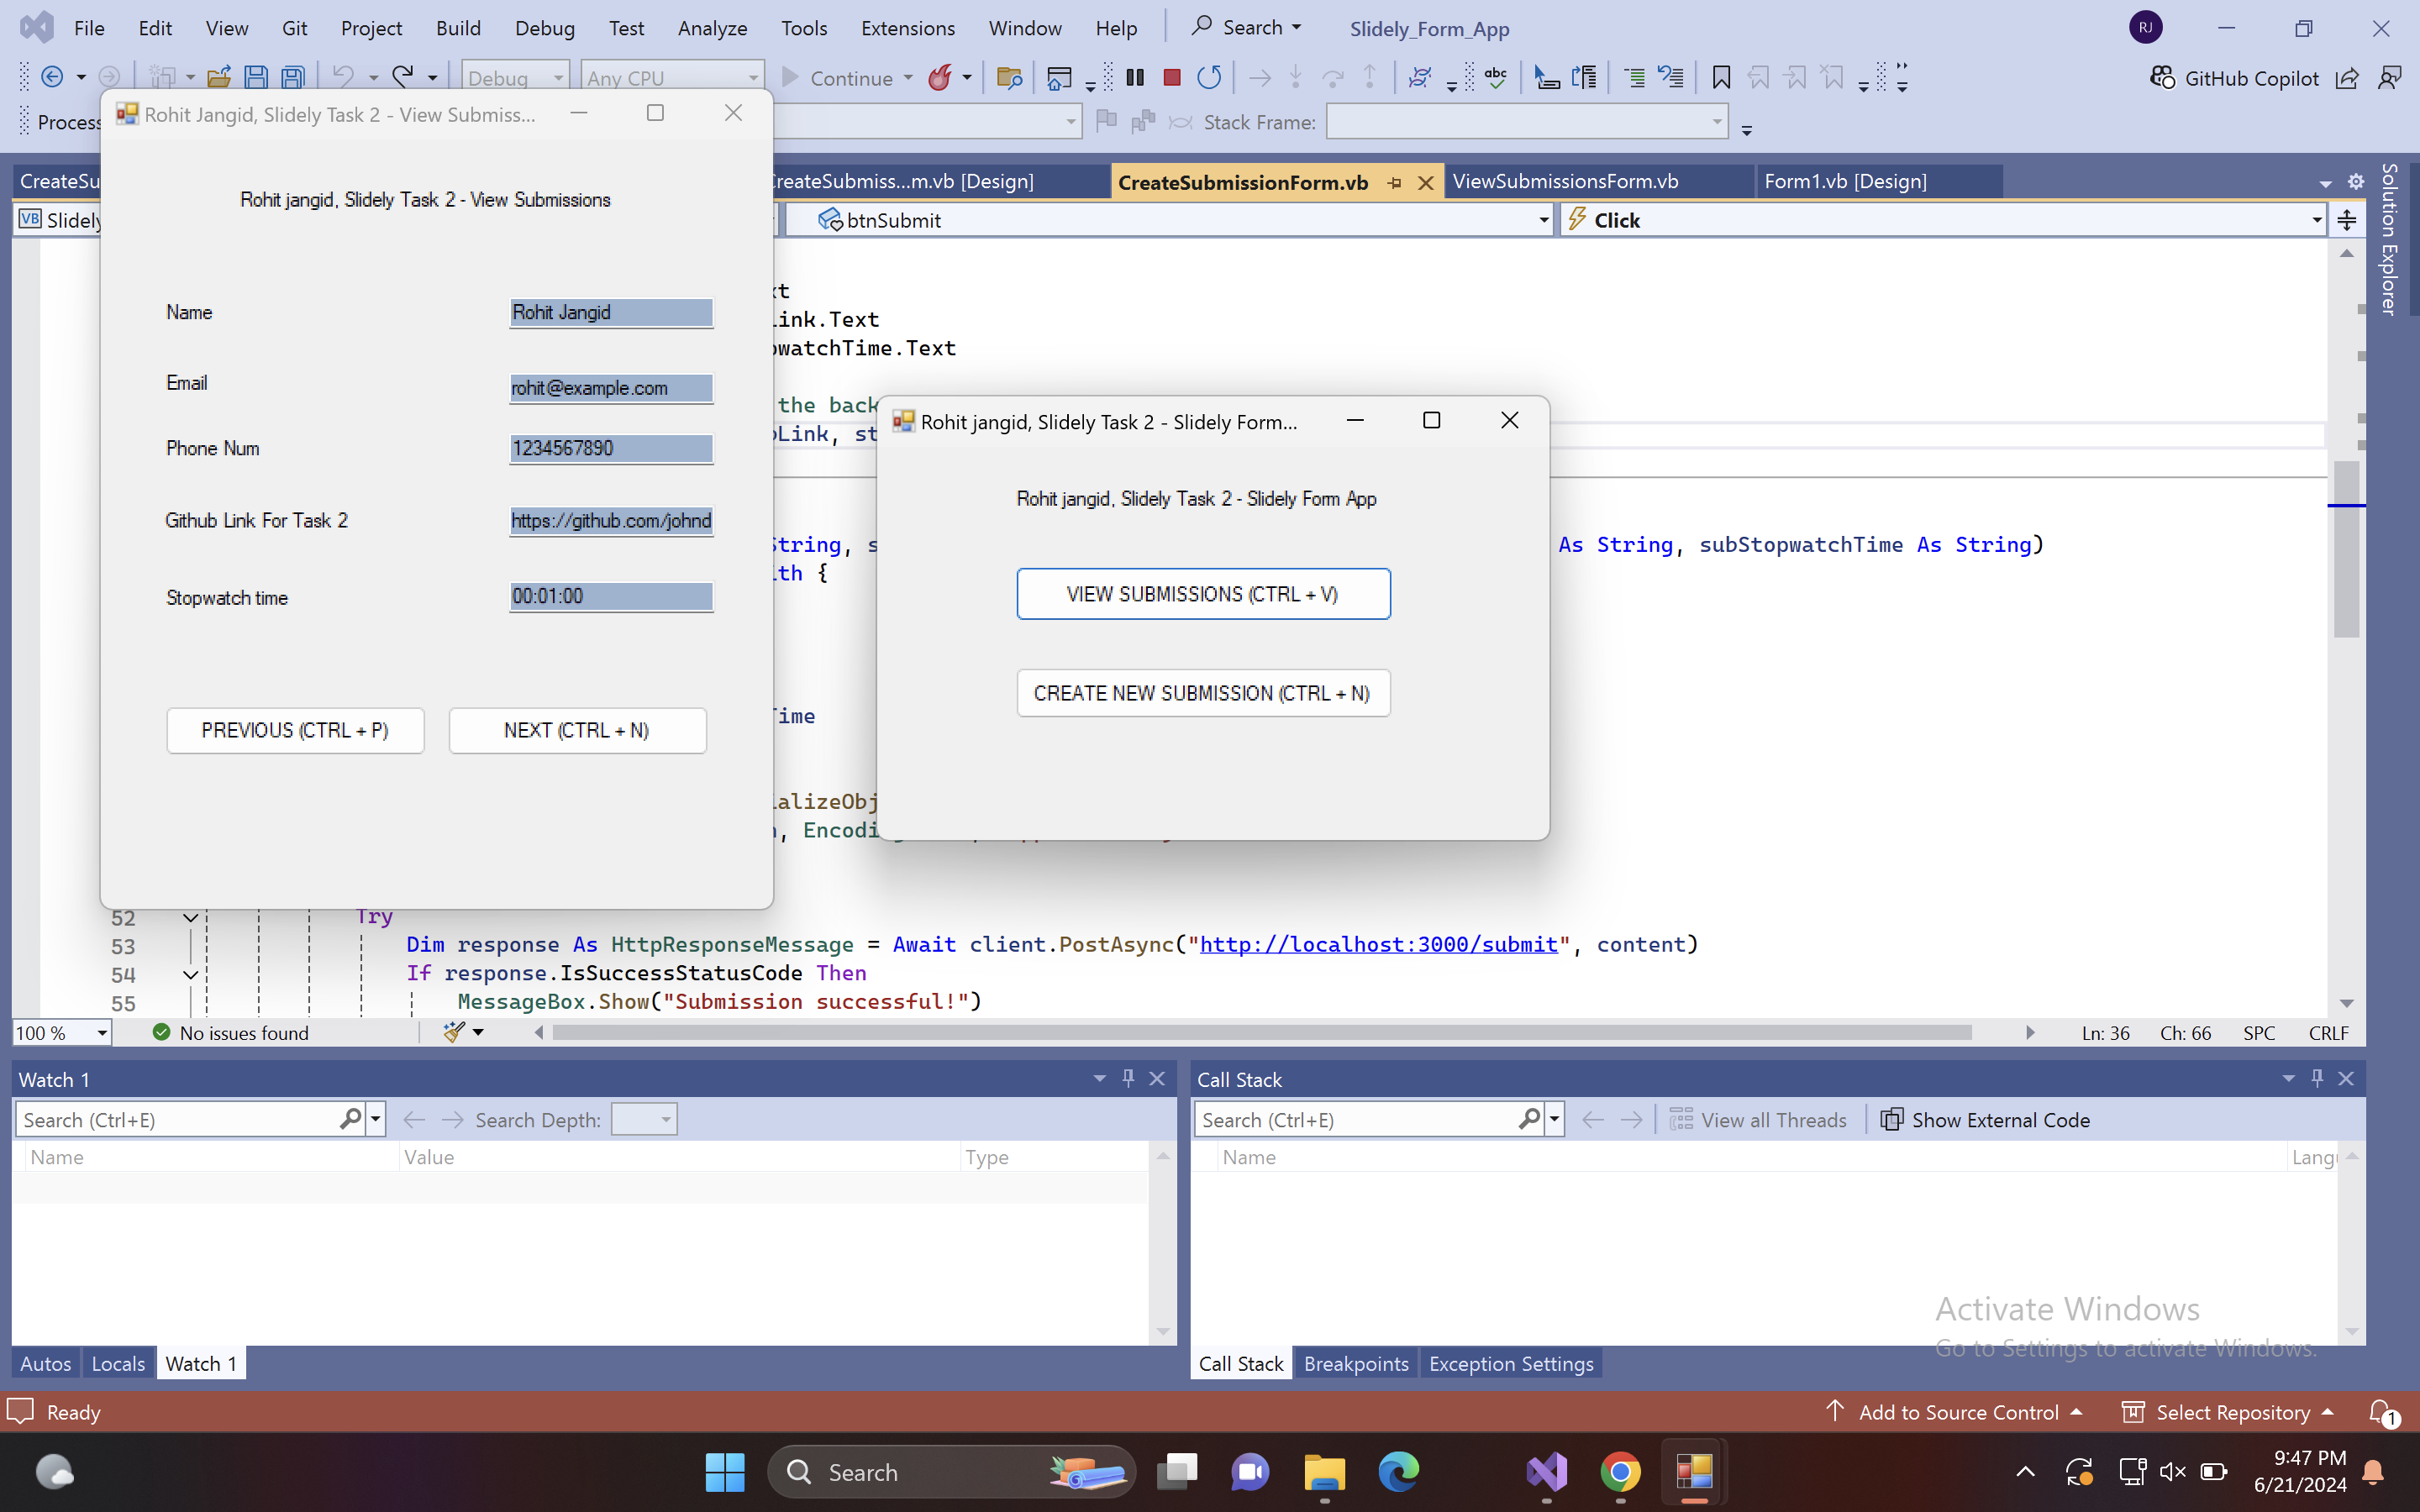 File Edit View Git Project Build Debug Test Analyze Tools Extensions Window Help Search Slidely_Form_App RJ
Debug Any CPU Continue abc GitHub Copilot
Process Stack Frame:
Rohit Jangid, Slidely Task 2 - View Submiss...
Rohit jangid, Slidely Task 2 - View Submissions
Name Rohit Jangid
Email rohit@example.com
Phone Num 1234567890
Github Link For Task 2 https://github.com/johnd
Stopwatch time 00:01:00
PREVIOUS (CTRL + P) NEXT (CTRL + N)
CreateSu CreateSubmiss...m.vb [Design] CreateSubmissionForm.vb ViewSubmissionsForm.vb Form1.vb [Design]
VB Slidely btnSubmit Click
Solution Explorer
xt
ink.Text
watchTime.Text
the back
Link, st
String, s As String, subStopwatchTime As String)
ith {
Time
ializeObj
, Encodi
Rohit jangid, Slidely Task 2 - Slidely Form...
Rohit jangid, Slidely Task 2 - Slidely Form App
VIEW SUBMISSIONS (CTRL + V)
CREATE NEW SUBMISSION (CTRL + N)
52 Try
53 Dim response As HttpResponseMessage = Await client.PostAsync("http://localhost:3000/submit", content)
54 If response.IsSuccessStatusCode Then
55 MessageBox.Show("Submission successful!")
100 % No issues found Ln: 36 Ch: 66 SPC CRLF
Watch 1
Search (Ctrl+E) Search Depth:
Name Value Type
Autos Locals Watch 1
Call Stack
Search (Ctrl+E) View all Threads Show External Code
Name Langu
Activate Windows
Go to Settings to activate Windows.
Call Stack Breakpoints Exception Settings
Ready Add to Source Control Select Repository 1
Search 9:47 PM
6/21/2024